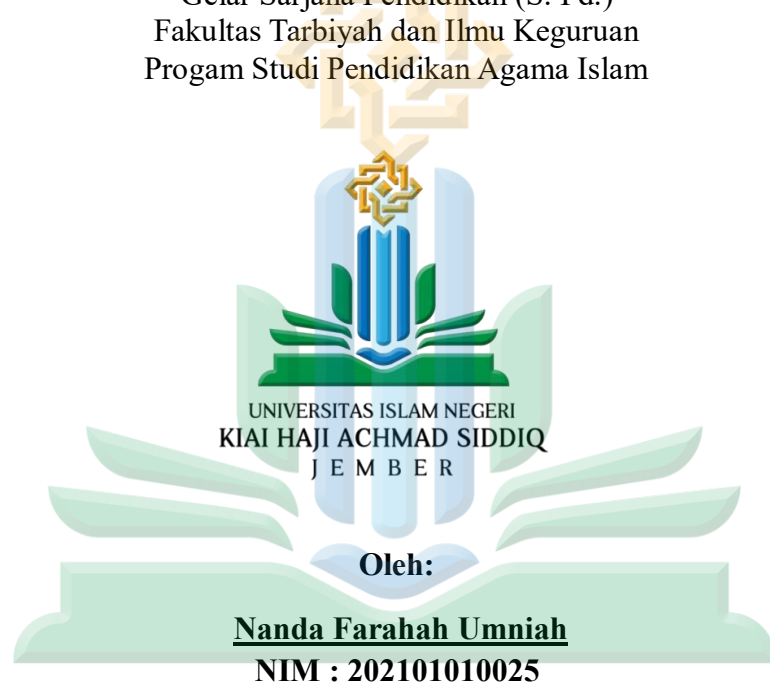 Gelar Sarjana Pendidikan (S. Pd.)
Fakultas Tarbiyah dan Ilmu Keguruan
Progam Studi Pendidikan Agama Islam
UNIVERSITAS ISLAM NEGERI
KIAI HAJI ACHMAD SIDDIQ
JEMBER
Oleh:
Nanda Farahah Umniah
NIM : 202101010025